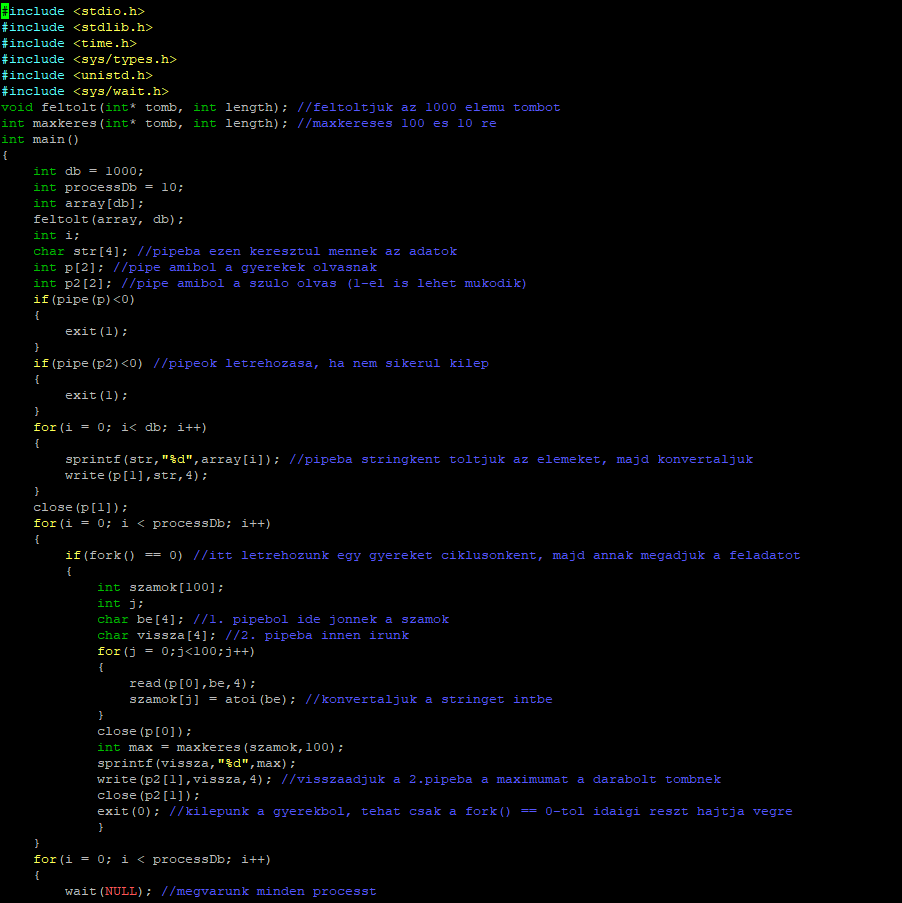 #include <stdio.h>
#include <stdlib.h>
#include <time.h>
#include <sys/types.h>
#include <unistd.h>
#include <sys/wait.h>
void feltolt(int* tomb, int length); //feltoltjuk az 1000 elemu tombot
int maxkeres(int* tomb, int length); //maxkereses 100 es 10 re
int main()
{
    int db = 1000;
    int processDb = 10;
    int array[db];
    feltolt(array, db);
    int i;
    char str[4]; //pipeba ezen keresztul mennek az adatok
    int p[2]; //pipe amibol a gyerekek olvasnak
    int p2[2]; //pipe amibol a szulo olvas (1-el is lehet mukodik)
    if(pipe(p)<0)
    {
        exit(1);
    }
    if(pipe(p2)<0) //pipeok letrehozasa, ha nem sikerul kilep
    {
        exit(1);
    }
    for(i = 0; i< db; i++)
    {
        sprintf(str,"%d",array[i]); //pipeba stringkent toltjuk az elemeket, majd konvertaljuk
        write(p[1],str,4);
    }
    close(p[1]);
    for(i = 0; i < processDb; i++)
    {
        if(fork() == 0) //itt letrehozunk egy gyereket ciklusonkent, majd annak megadjuk a feladatot
        {
            int szamok[100];
            int j;
            char be[4]; //1. pipebol ide jonnek a szamok
            char vissza[4]; //2. pipeba innen irunk
            for(j = 0;j<100;j++)
            {
                read(p[0],be,4);
                szamok[j] = atoi(be); //konvertaljuk a stringet intbe
            }
            close(p[0]);
            int max = maxkeres(szamok,100);
            sprintf(vissza,"%d",max);
            write(p2[1],vissza,4); //visszaadjuk a 2.pipeba a maximumat a darabolt tombnek
            close(p2[1]);
            exit(0); //kilepunk a gyerekbol, tehat csak a fork() == 0-tol idaigi reszt hajtja vegre
            }
    }
    for(i = 0; i < processDb; i++)
    {
        wait(NULL); //megvarunk minden processt